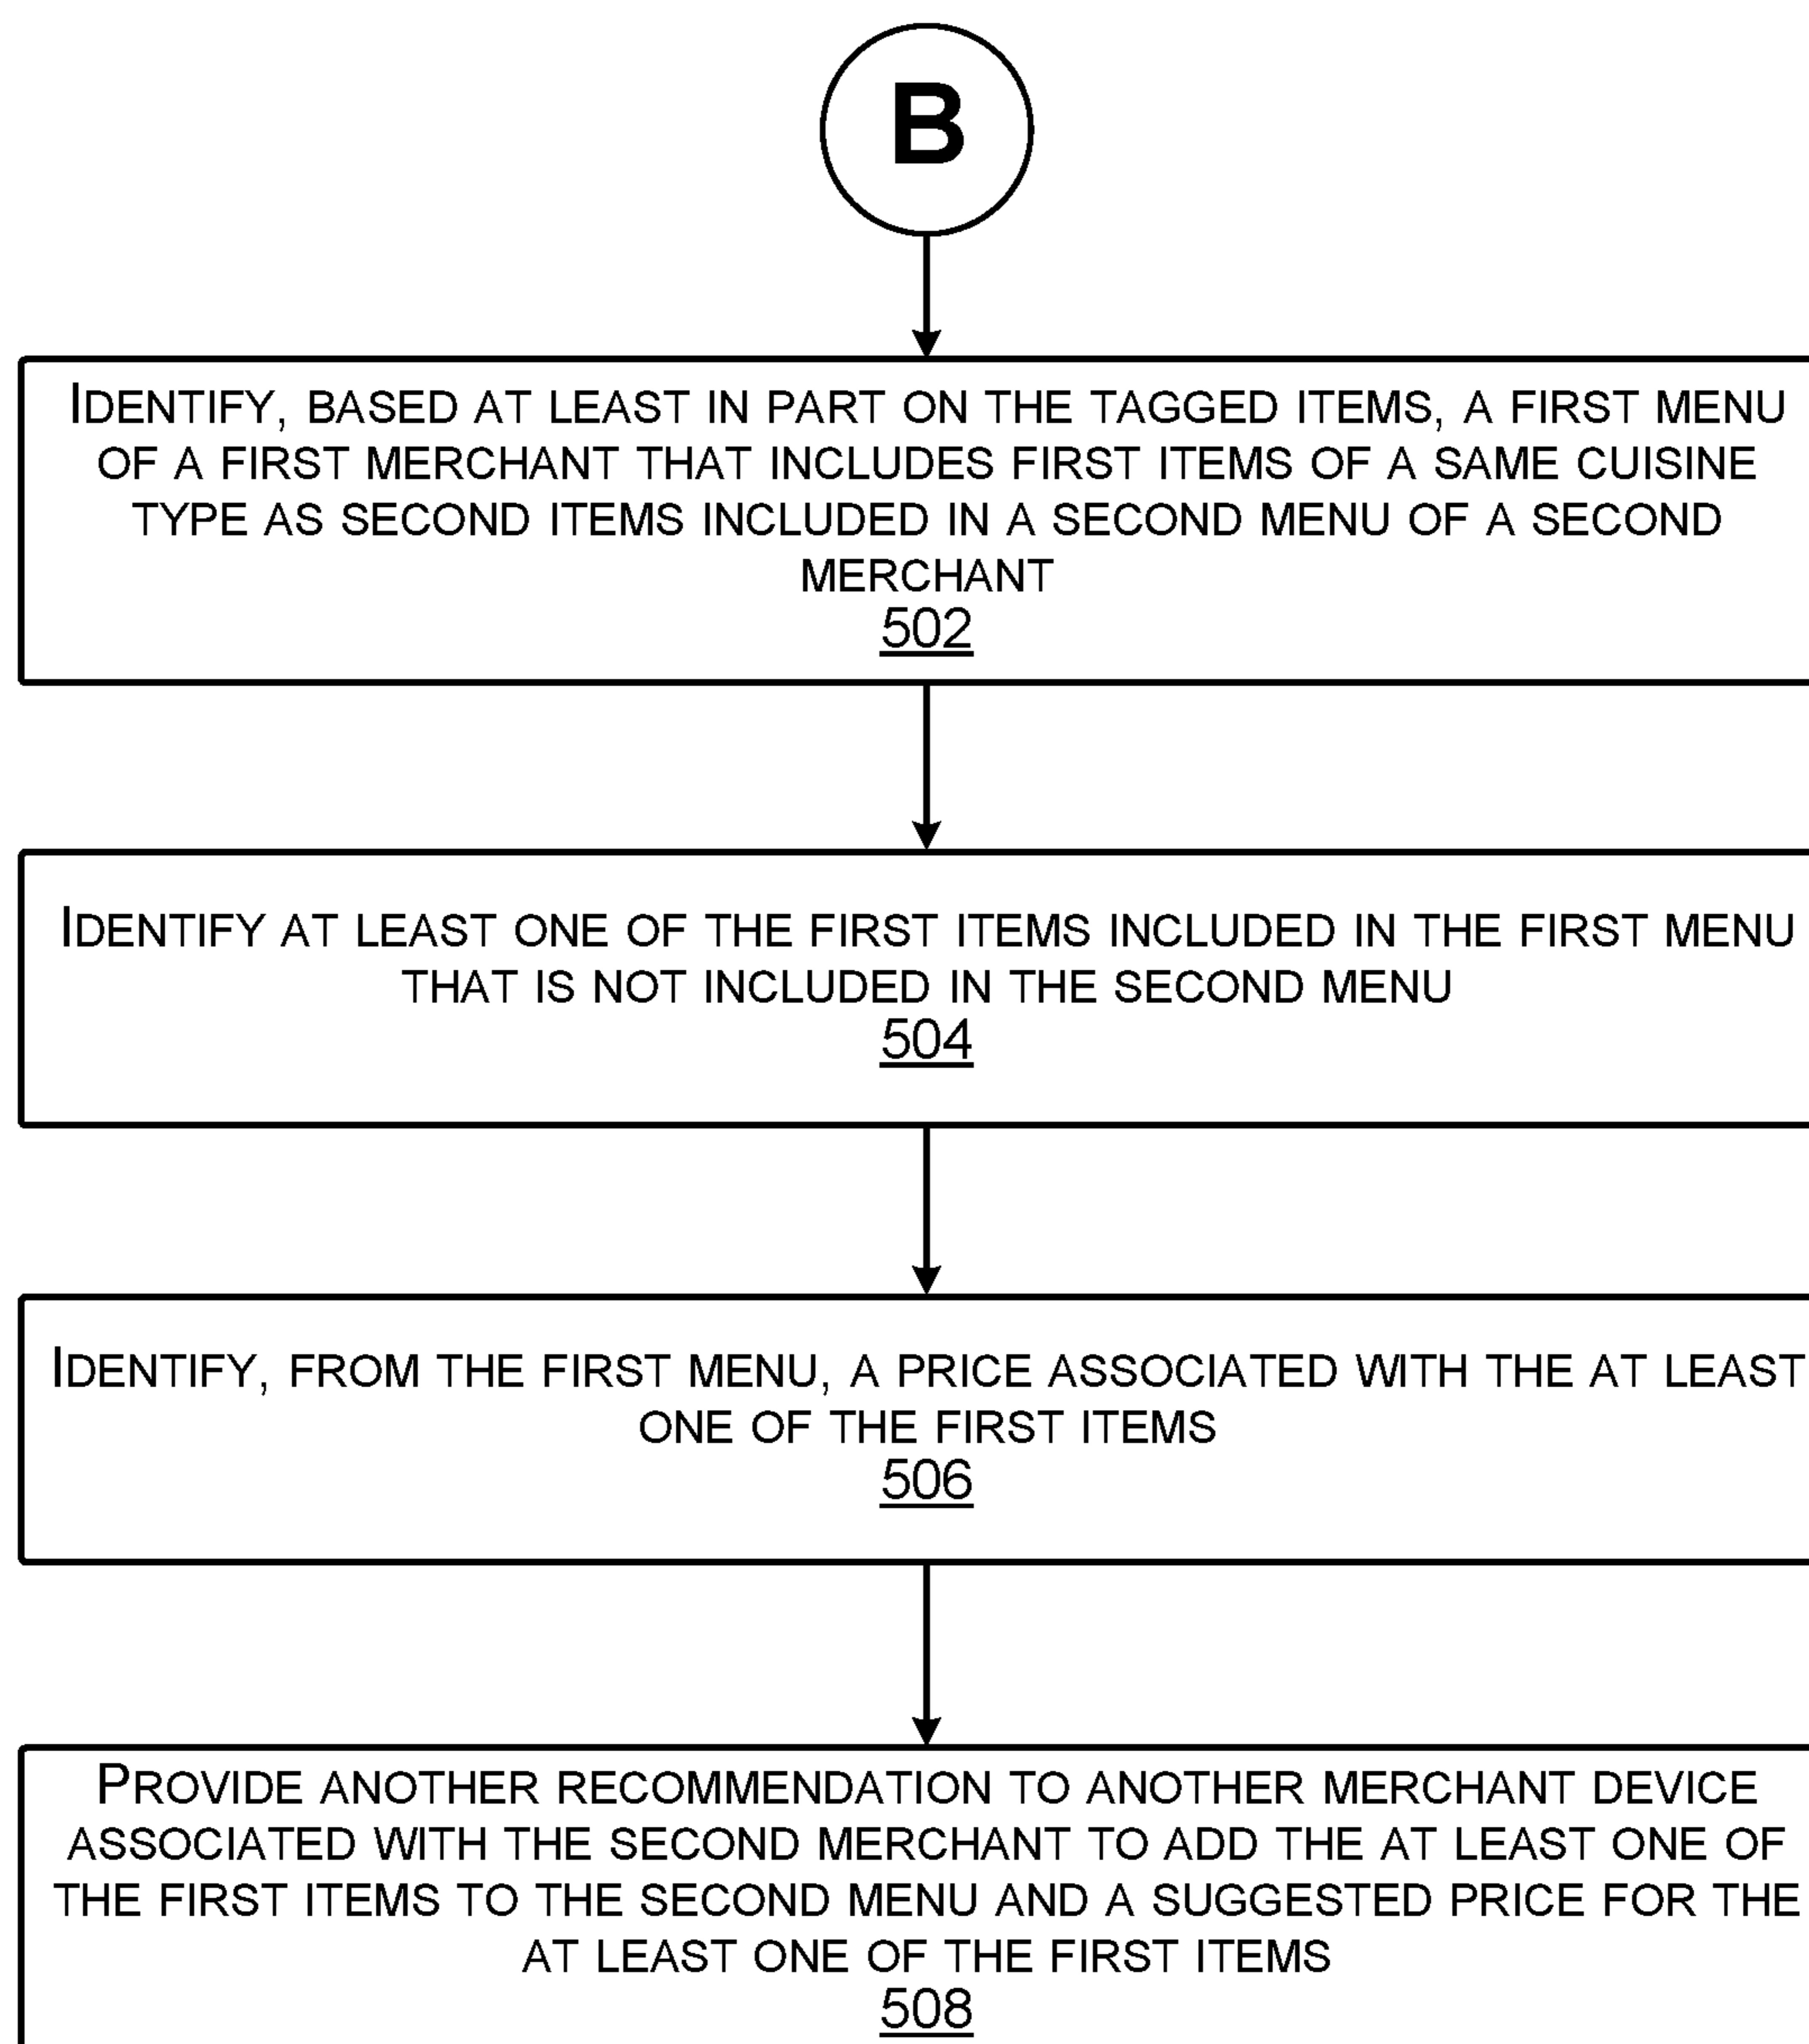 B
IDENTIFY, BASED AT LEAST IN PART ON THE TAGGED ITEMS, A FIRST MENU
OF A FIRST MERCHANT THAT INCLUDES FIRST ITEMS OF A SAME CUISINE
TYPE AS SECOND ITEMS INCLUDED IN A SECOND MENU OF A SECOND
MERCHANT
502
IDENTIFY AT LEAST ONE OF THE FIRST ITEMS INCLUDED IN THE FIRST MENU
THAT IS NOT INCLUDED IN THE SECOND MENU
504
IDENTIFY, FROM THE FIRST MENU, A PRICE ASSOCIATED WITH THE AT LEAST
ONE OF THE FIRST ITEMS
506
PROVIDE ANOTHER RECOMMENDATION TO ANOTHER MERCHANT DEVICE
ASSOCIATED WITH THE SECOND MERCHANT TO ADD THE AT LEAST ONE OF
THE FIRST ITEMS TO THE SECOND MENU AND A SUGGESTED PRICE FOR THE
AT LEAST ONE OF THE FIRST ITEMS
508